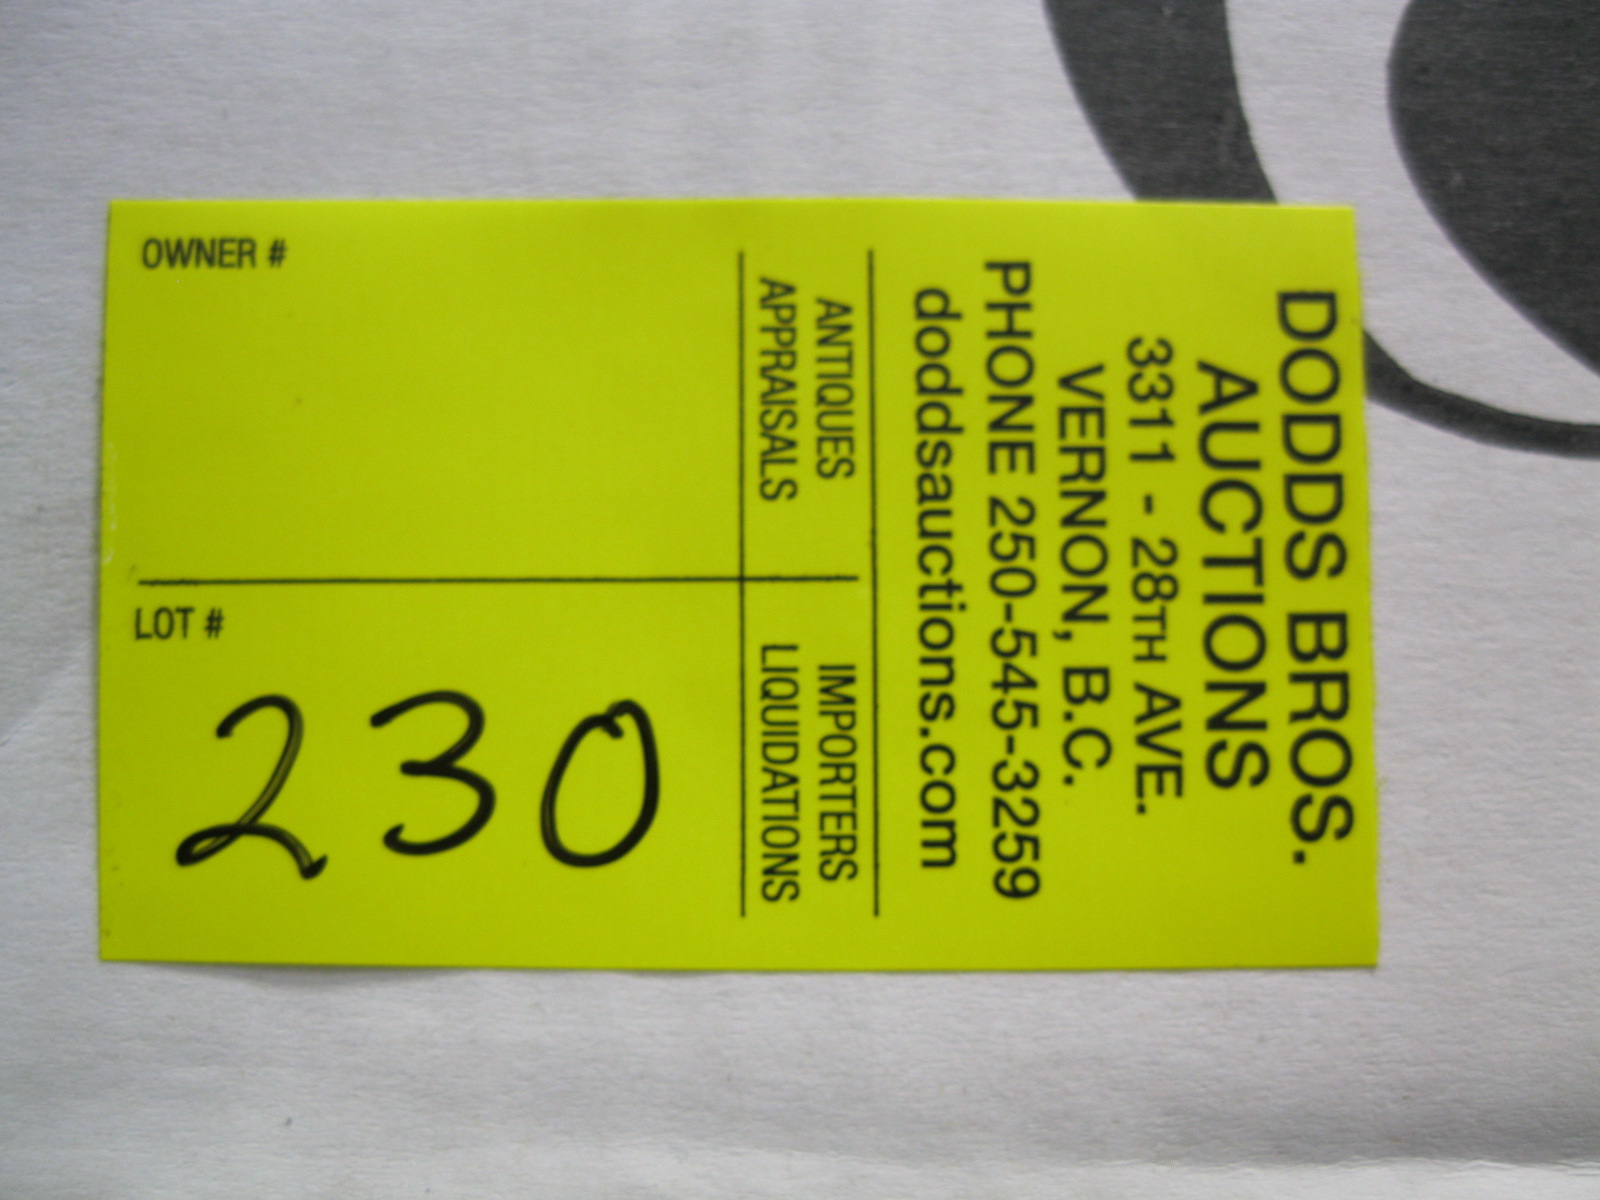 DODDS BROS.
AUCTIONS
3311 - 28TH AVE.
VERNON, B.C.
PHONE 250-545-3259
doddsauctions.com
ANTIQUES
APPRAISALS
IMPORTERS
LIQUIDATIONS
OWNER #
LOT #
230